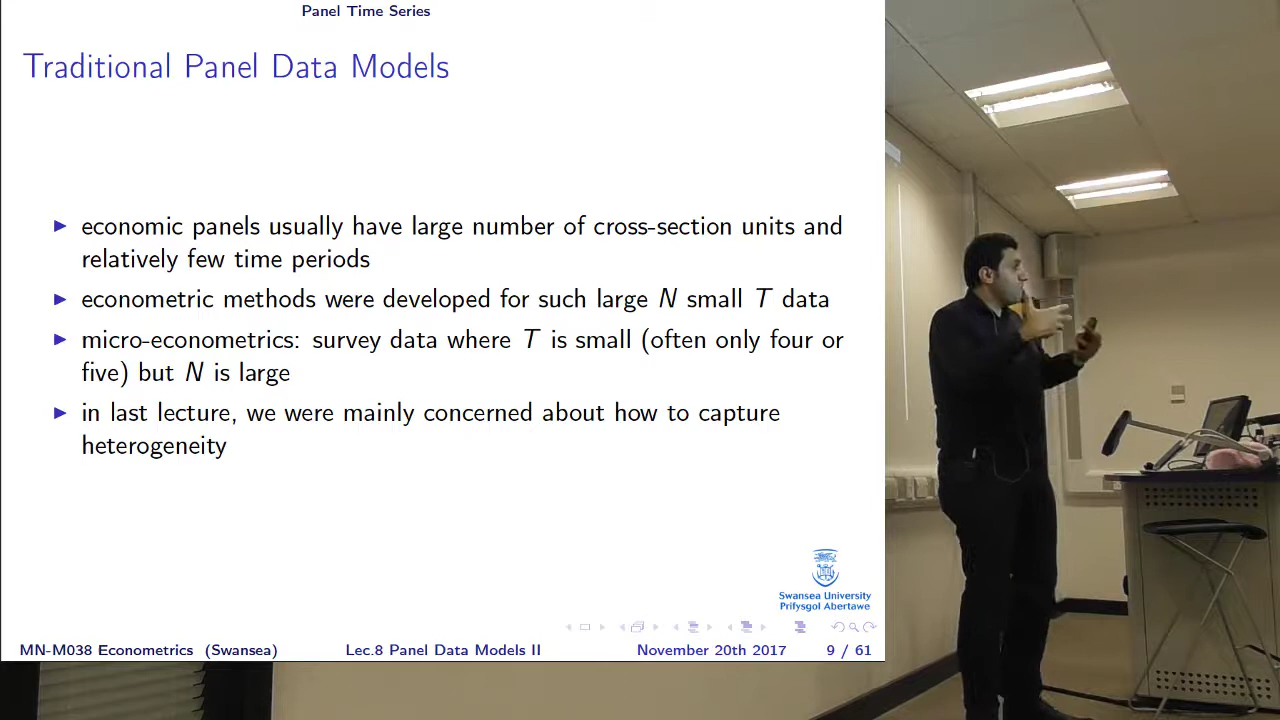 Panel Time Series
Traditional Panel Data Models
economic panels usually have large number of cross-section units and
relatively few time periods
econometric methods were developed for such large N small T data
micro-econometrics: survey data where T is small (often only four or
five) but N is large
in last lecture, we were mainly concerned about how to capture
heterogeneity
Swansea University
Prifysgol Abertawe
MN-M038 Econometrics (Swansea) Lec.8 Panel Data Models II November 20th 2017 9 / 61